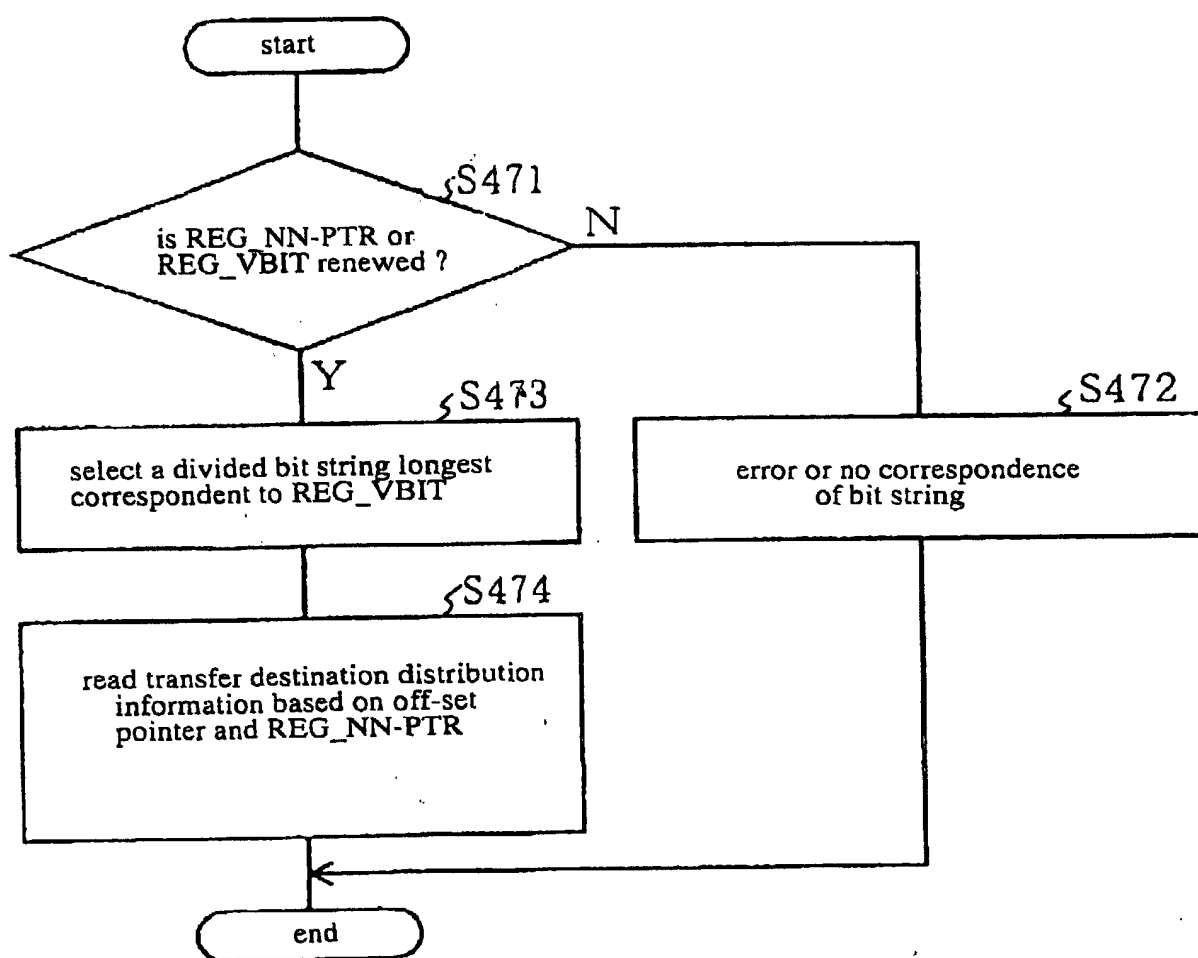 start
S471
is REG_NN-PTR or
REG_VBIT renewed ?
N
Y
S473
select a divided bit string longest
correspondent to REG_VBIT
S472
error or no correspondence
of bit string
S474
read transfer destination distribution
information based on off-set
pointer and REG_NN-PTR
end